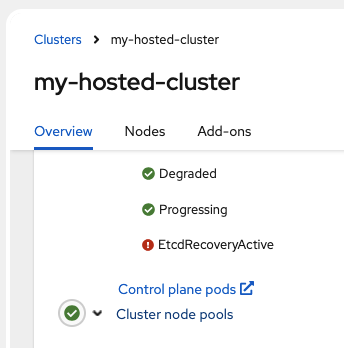 Clusters > my-hosted-cluster
my-hosted-cluster
Overview Nodes Add-ons
Degraded
Progressing
EtcdRecoveryActive
Control plane pods
Cluster node pools